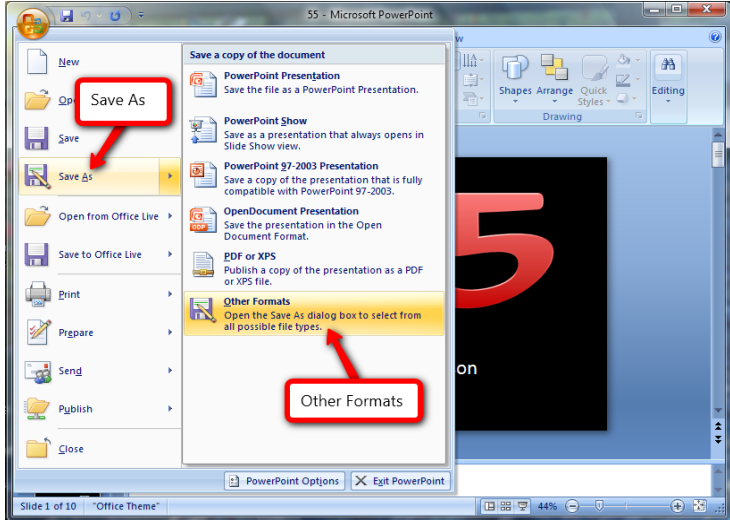 55 - Microsoft PowerPoint
New
Save a copy of the document
PowerPoint Presentation
Save the file as a PowerPoint Presentation.
Save As
PowerPoint Show
Save as a presentation that always opens in
Slide Show view.
Save
PowerPoint 97-2003 Presentation
Save a copy of the presentation that is fully
compatible with PowerPoint 97-2003.
Save As
OpenDocument Presentation
Save the presentation in the Open
Document Format.
Open from Office Live
PDF or XPS
Publish a copy of the presentation as a PDF
or XPS file.
Save to Office Live
Other Formats
Open the Save As dialog box to select from
all possible file types.
Print
Prepare
Send
Publish
Close
Other Formats
PowerPoint Options
Exit PowerPoint
Shapes Arrange Quick Styles
Editing
Drawing
5
on
Slide 1 of 10 "Office Theme"
44%